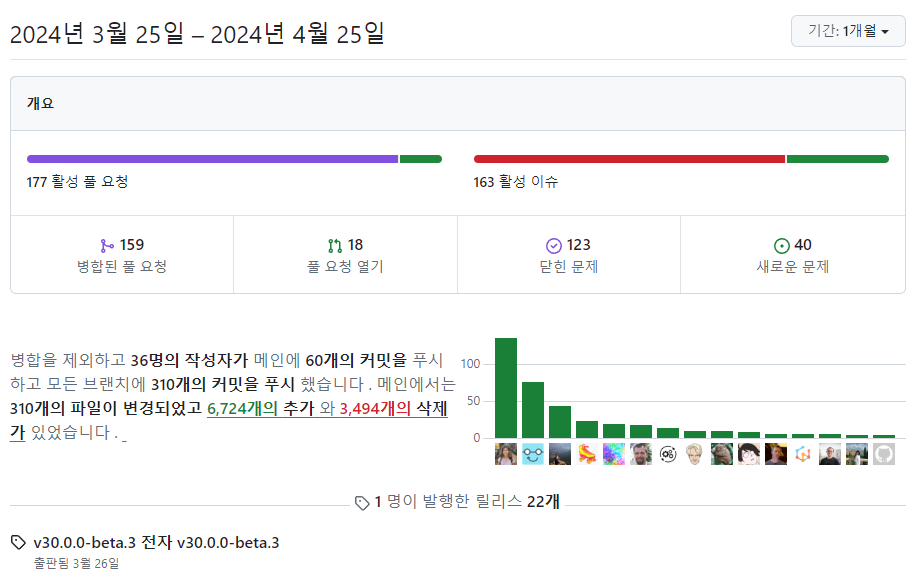 2024년 3월 25일 – 2024년 4월 25일
기간: 1개월
개요
177 활성 풀 요청
163 활성 이슈
159
병합된 풀 요청
18
풀 요청 열기
123
닫힌 문제
40
새로운 문제
병합을 제외하고 36명의 작성자가 메인에 60개의 커밋을 푸시
하고 모든 브랜치에 310개의 커밋을 푸시 했습니다 . 메인에서는
310개의 파일이 변경되었고 6,724개의 추가 와 3,494개의 삭제
가 있었습니다 .
100
50
0
1 명이 발행한 릴리스 22개
v30.0.0-beta.3 전자 v30.0.0-beta.3
출판됨 3월 26일